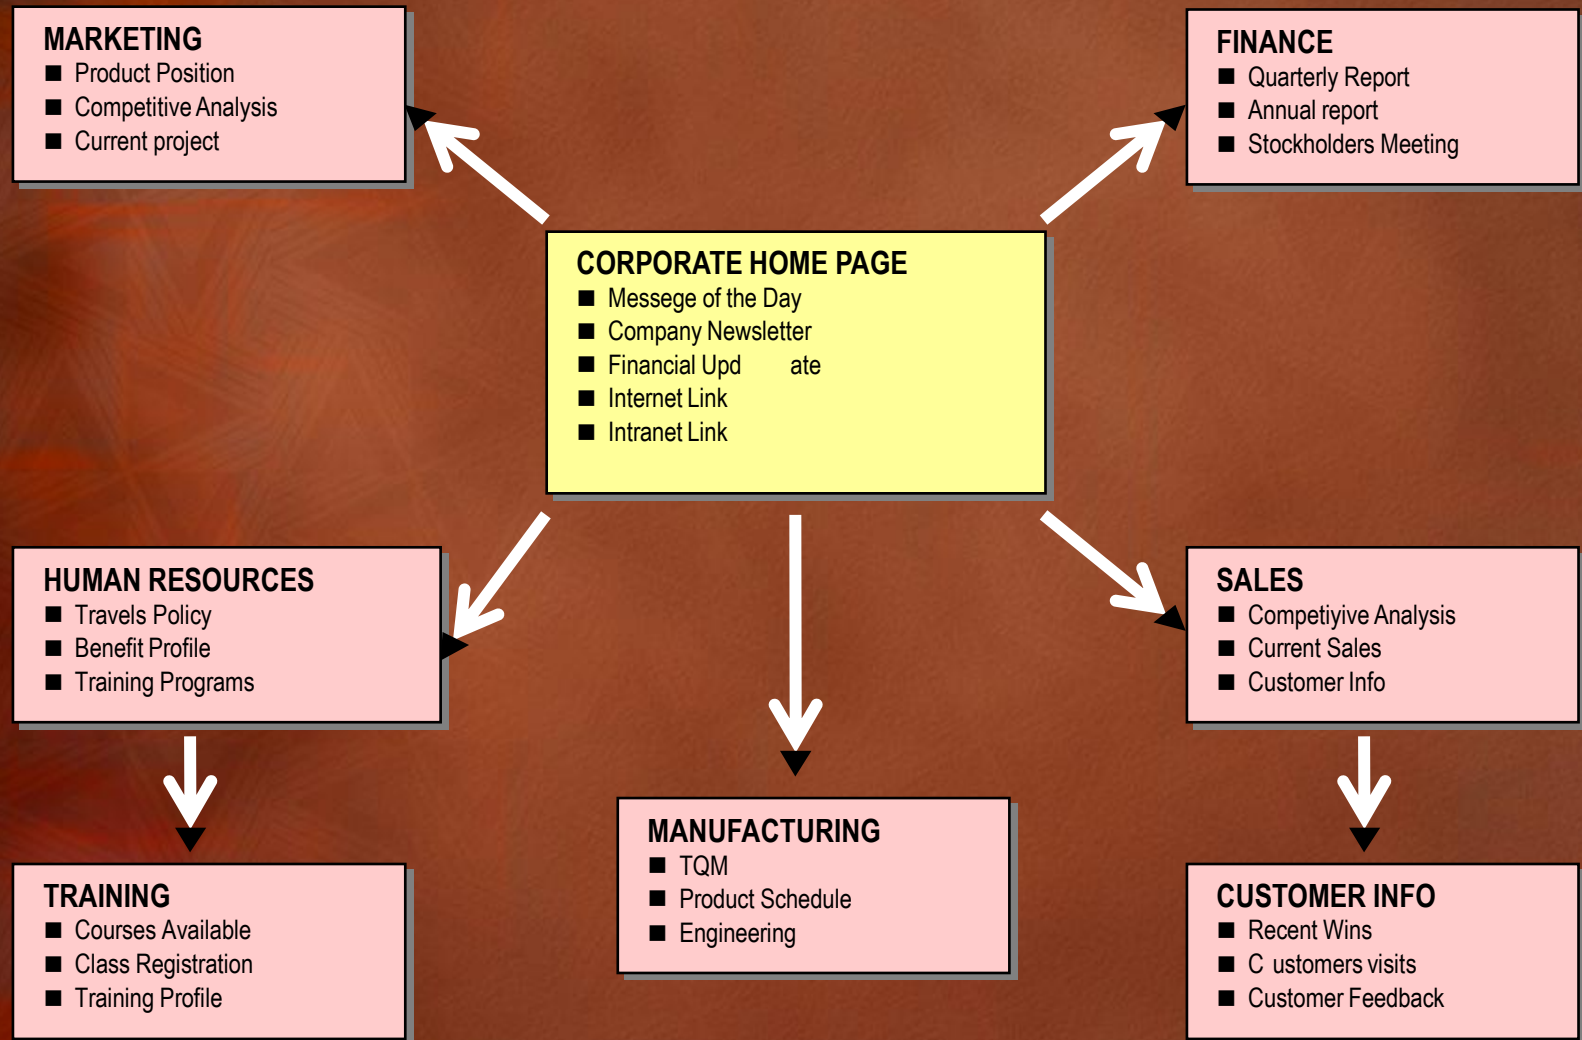 MARKETING
Product Position
Competitive Analysis
Current project
FINANCE
Quarterly Report
Annual report
Stockholders Meeting
CORPORATE HOME PAGE
Messege of the Day
Company Newsletter
Financial Upd ate
Internet Link
Intranet Link
HUMAN RESOURCES
Travels Policy
Benefit Profile
Training Programs
SALES
Competiyive Analysis
Current Sales
Customer Info
TRAINING
Courses Available
Class Registration
Training Profile
MANUFACTURING
TQM
Product Schedule
Engineering
CUSTOMER INFO
Recent Wins
C ustomers visits
Customer Feedback